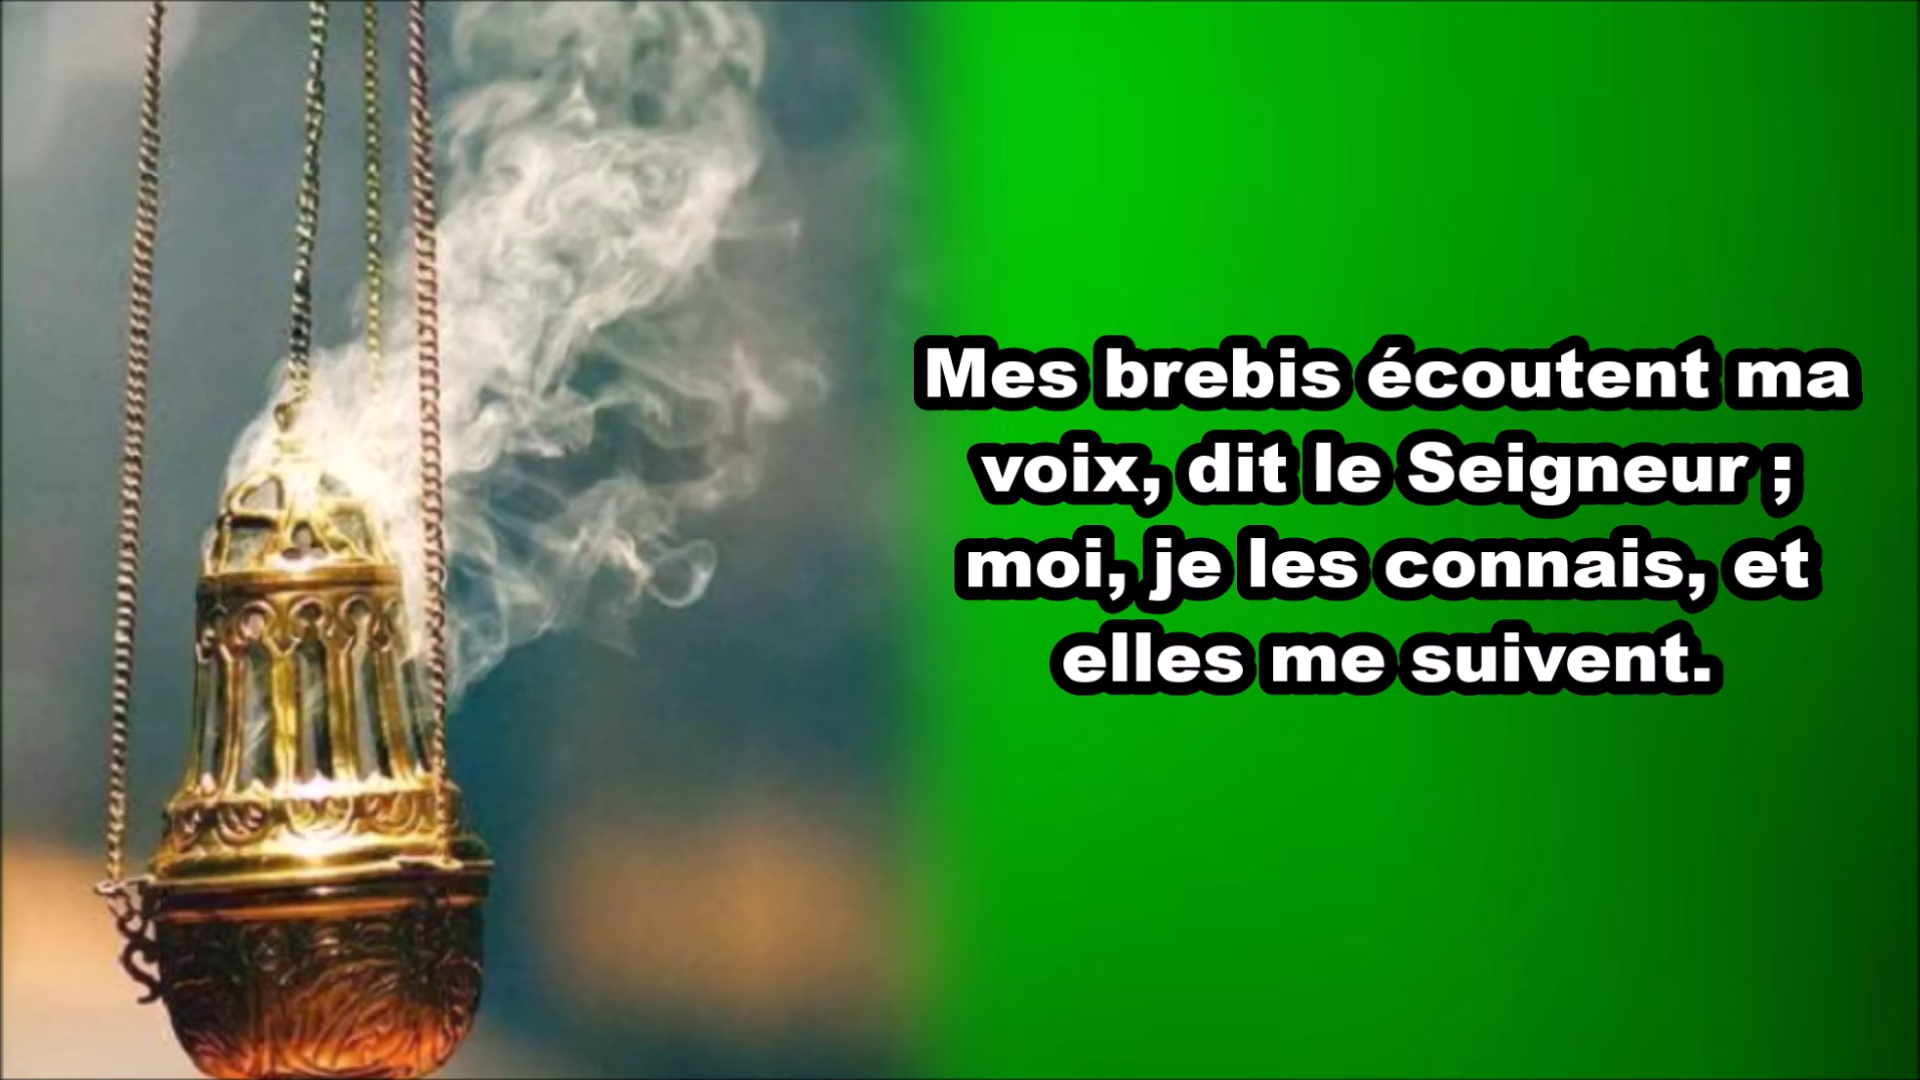 Mes brebis écoutent ma
voix, dit le Seigneur ;
moi, je les connais, et
elles me suivent.